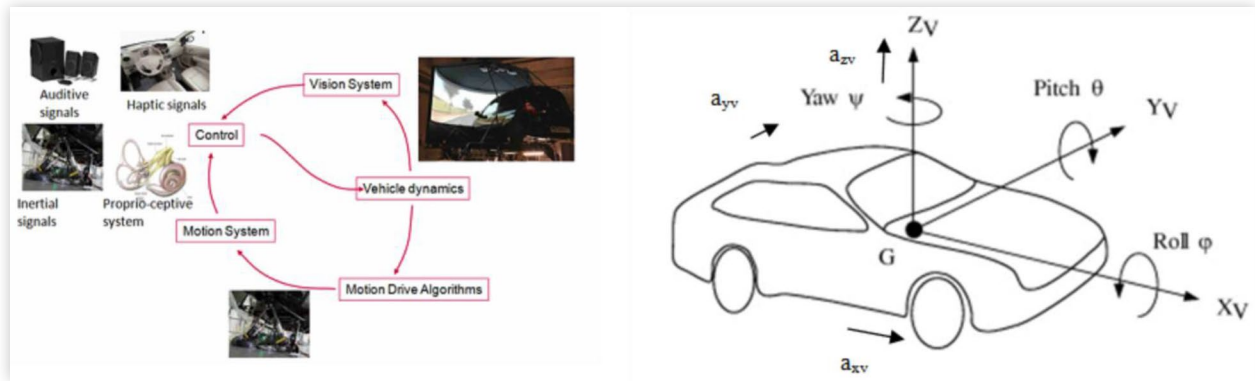 Auditive
signals
Haptic signals
Vision System
Control
Inertial
signals
Proprio-ceptive
system
Vehicle dynamics
Motion System
Motion Drive Algorithms
Z_V
a_zv
Yaw ψ
a_yv
Pitch θ
Y_V
G
Roll φ
X_V
a_xv